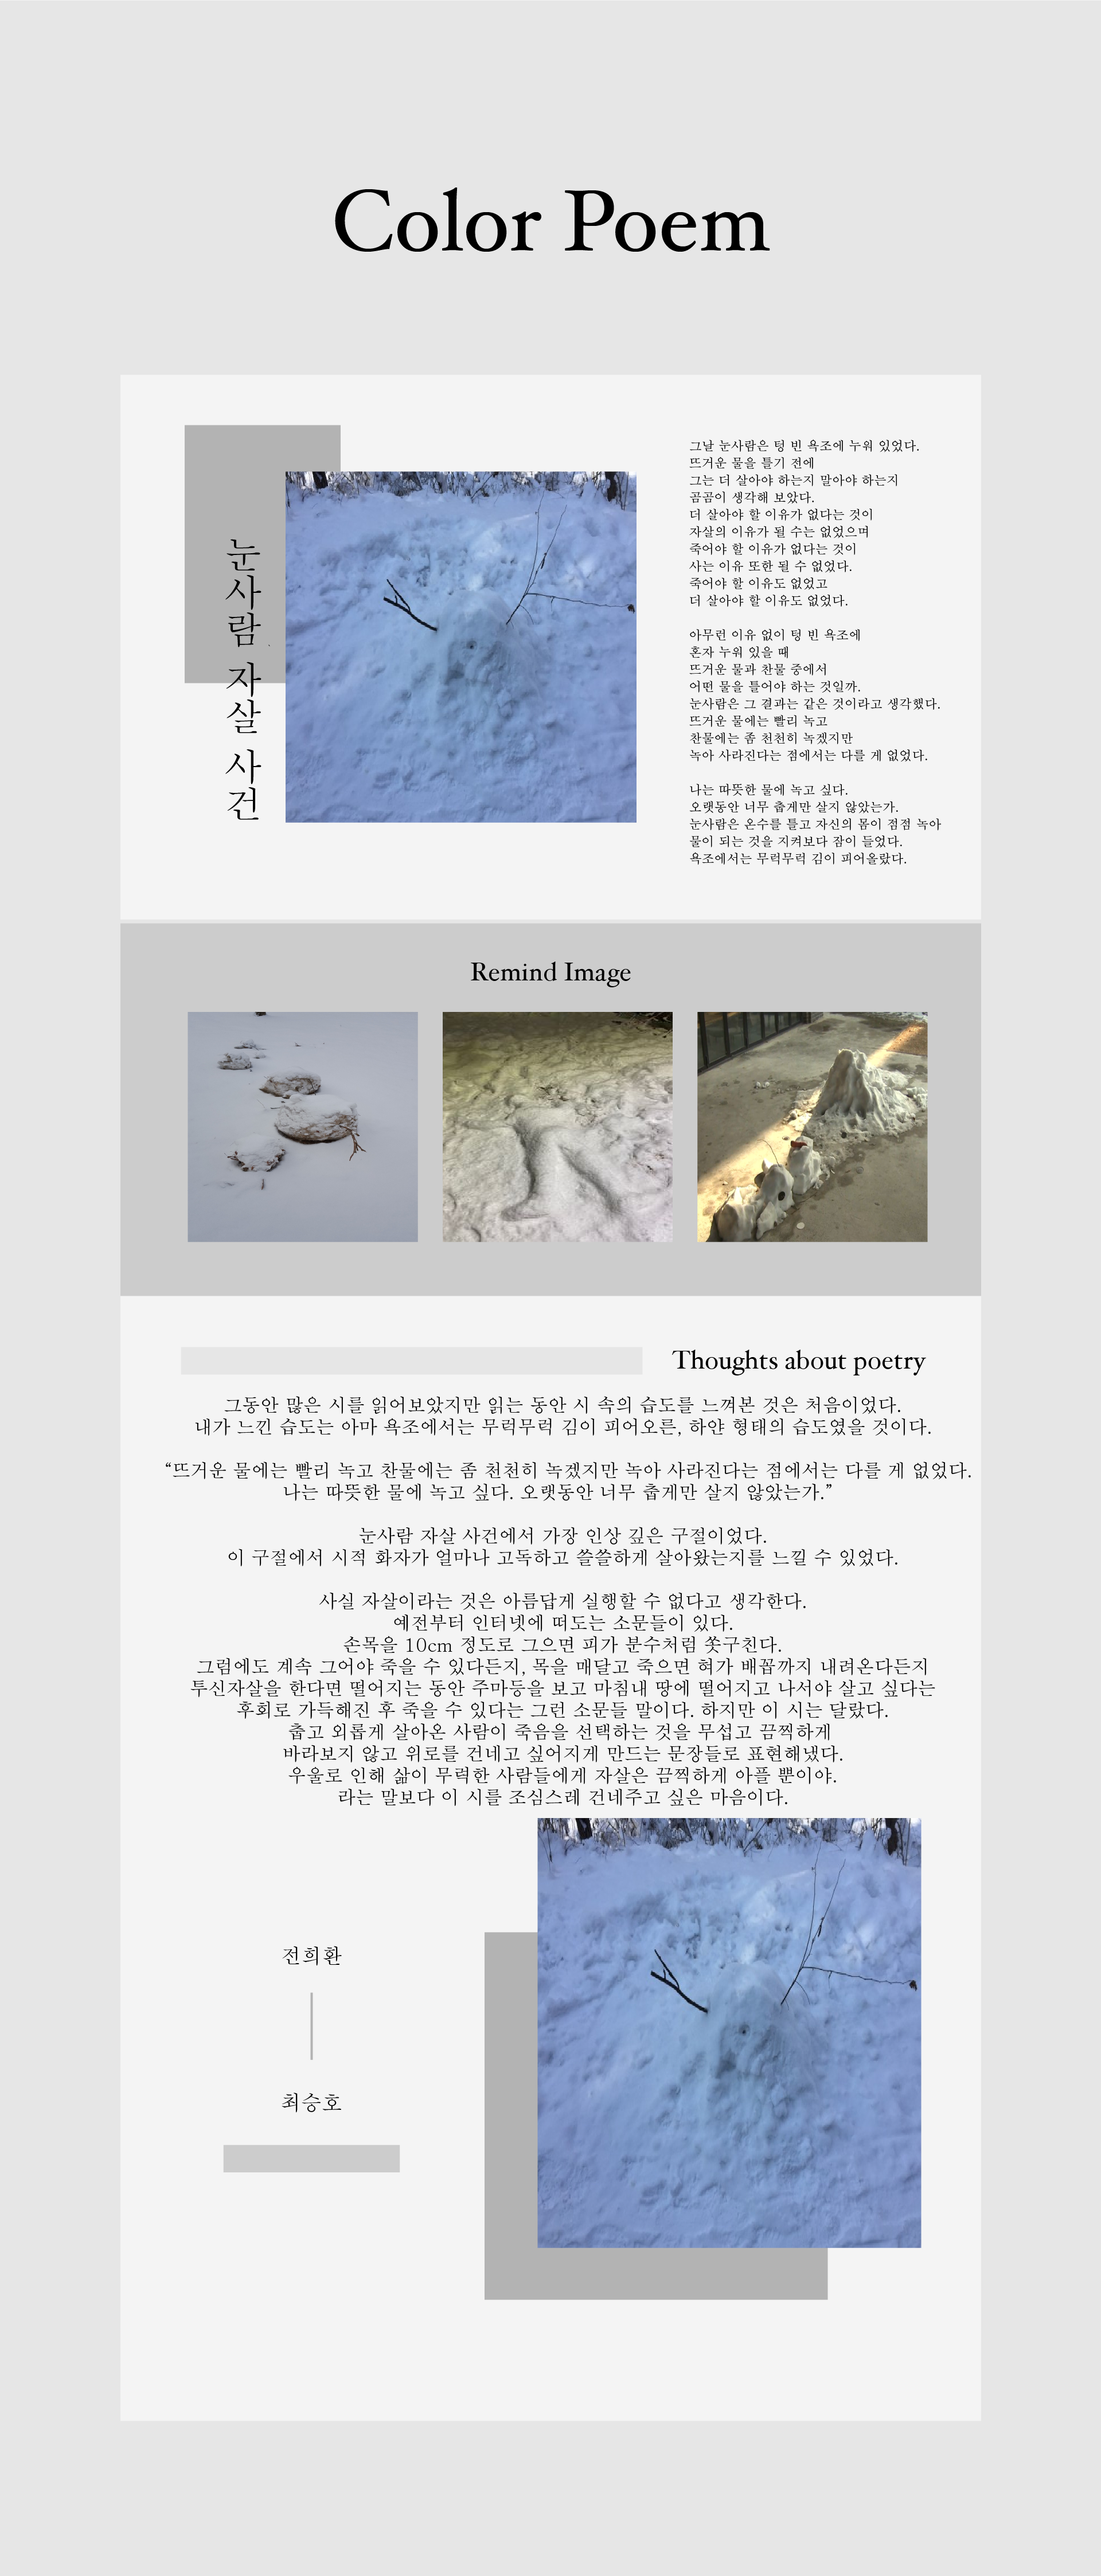 Color Poem
눈사람 자살 사건
그날 눈사람은 텅 빈 욕조에 누워 있었다.
뜨거운 물을 틀기 전에
그는 더 살아야 하는지 말아야 하는지
곰곰이 생각해 보았다.
더 살아야 할 이유가 없다는 것이
자살의 이유가 될 수는 없었으며
죽어야 할 이유가 없다는 것이
사는 이유 또한 될 수 없었다.
죽어야 할 이유도 없었고
더 살아야 할 이유도 없었다.
아무런 이유 없이 텅 빈 욕조에
혼자 누워 있을 때
뜨거운 물과 찬물 중에서
어떤 물을 틀어야 하는 것일까.
눈사람은 그 결과는 같은 것이라고 생각했다.
뜨거운 물에는 빨리 녹고
찬물에는 좀 천천히 녹겠지만
녹아 사라진다는 점에서는 다를 게 없었다.
나는 따뜻한 물에 녹고 싶다.
오랫동안 너무 춥게만 살지 않았는가.
눈사람은 온수를 틀고 자신의 몸이 점점 녹아
물이 되는 것을 지켜보다 잠이 들었다.
욕조에서는 무럭무럭 김이 피어올랐다.
Remind Image
Thoughts about poetry
그동안 많은 시를 읽어보았지만 읽는 동안 시 속의 습도를 느껴본 것은 처음이었다.
내가 느낀 습도는 아마 욕조에서는 무럭무럭 김이 피어오른, 하얀 형태의 습도였을 것이다.
“뜨거운 물에는 빨리 녹고 찬물에는 좀 천천히 녹겠지만 녹아 사라진다는 점에서는 다를 게 없었다.
나는 따뜻한 물에 녹고 싶다. 오랫동안 너무 춥게만 살지 않았는가.”
눈사람 자살 사건에서 가장 인상 깊은 구절이었다.
이 구절에서 시적 화자가 얼마나 고독하고 쓸쓸하게 살아왔는지를 느낄 수 있었다.
사실 자살이라는 것은 아름답게 실행할 수 없다고 생각한다.
예전부터 인터넷에 떠도는 소문들이 있다.
손목을 10cm 정도로 그으면 피가 분수처럼 쏫구친다.
그럼에도 계속 그어야 죽을 수 있다든지, 목을 매달고 죽으면 혀가 배꼽까지 내려온다든지
투신자살을 한다면 떨어지는 동안 주마등을 보고 마침내 땅에 떨어지고 나서야 살고 싶다는
후회로 가득해진 후 죽을 수 있다는 그런 소문들 말이다. 하지만 이 시는 달랐다.
춥고 외롭게 살아온 사람이 죽음을 선택하는 것을 무섭고 끔찍하게
바라보지 않고 위로를 건네고 싶어지게 만드는 문장들로 표현해냈다.
우울로 인해 삶이 무력한 사람들에게 자살은 끔찍하게 아플 뿐이야.
라는 말보다 이 시를 조심스레 건네주고 싶은 마음이다.
전희환
최승호